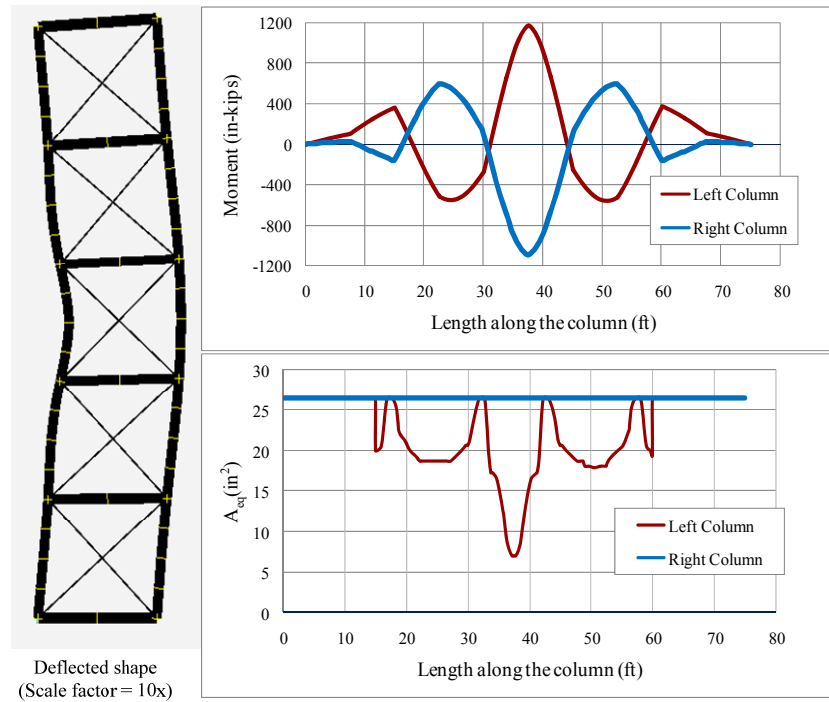 Deflected shape
(Scale factor = 10x)
Moment (in-kips)
1200
800
400
0
-400
-800
-1200
0 10 20 30 40 50 60 70 80
Length along the column (ft)
Left Column
Right Column
A_eq(in^2)
30
25
20
15
10
5
0
0 10 20 30 40 50 60 70 80
Length along the column (ft)
Left Column
Right Column